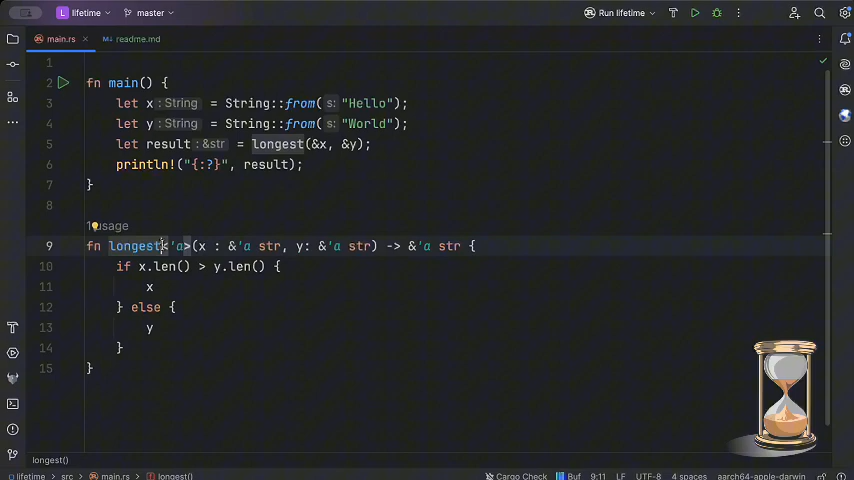 L lifetime master Run lifetime
main.rs readme.md
1
2 fn main() {
3 let x : String = String::from( s: "Hello");
4 let y : String = String::from( s: "World");
5 let result : &str = longest(&x, &y);
6 println!("{:?}", result);
7 }
8
1 usage
9 fn longest<'a>(x : &'a str, y: &'a str) -> &'a str {
10 if x.len() > y.len() {
11 x
12 } else {
13 y
14 }
15 }
longest()
lifetime > src > main.rs > longest() Cargo Check Buf 9:11 LF UTF-8 4 spaces aarch64-apple-darwin